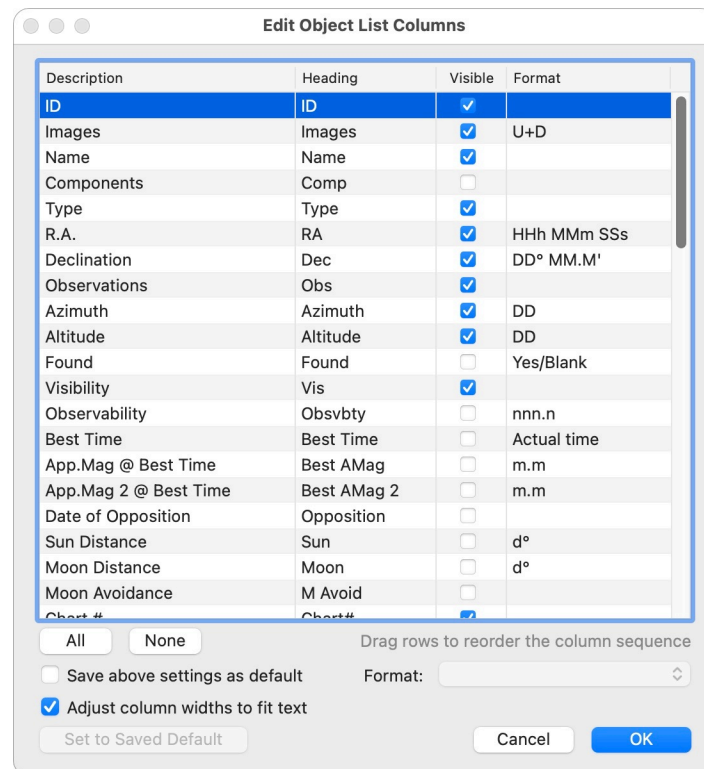 Edit Object List Columns
Description Heading Visible Format
ID ID
Images Images U+D
Name Name
Components Comp
Type Type
R.A. RA HHh MMm SSs
Declination Dec DD° MM.M'
Observations Obs
Azimuth Azimuth DD
Altitude Altitude DD
Found Found Yes/Blank
Visibility Vis
Observability Obsvbty nnn.n
Best Time Best Time Actual time
App.Mag @ Best Time Best AMag m.m
App.Mag 2 @ Best Time Best AMag 2 m.m
Date of Opposition Opposition
Sun Distance Sun d°
Moon Distance Moon d°
Moon Avoidance M Avoid
Chart # Chart#
All None Drag rows to reorder the column sequence
Save above settings as default Format:
Adjust column widths to fit text
Set to Saved Default Cancel OK